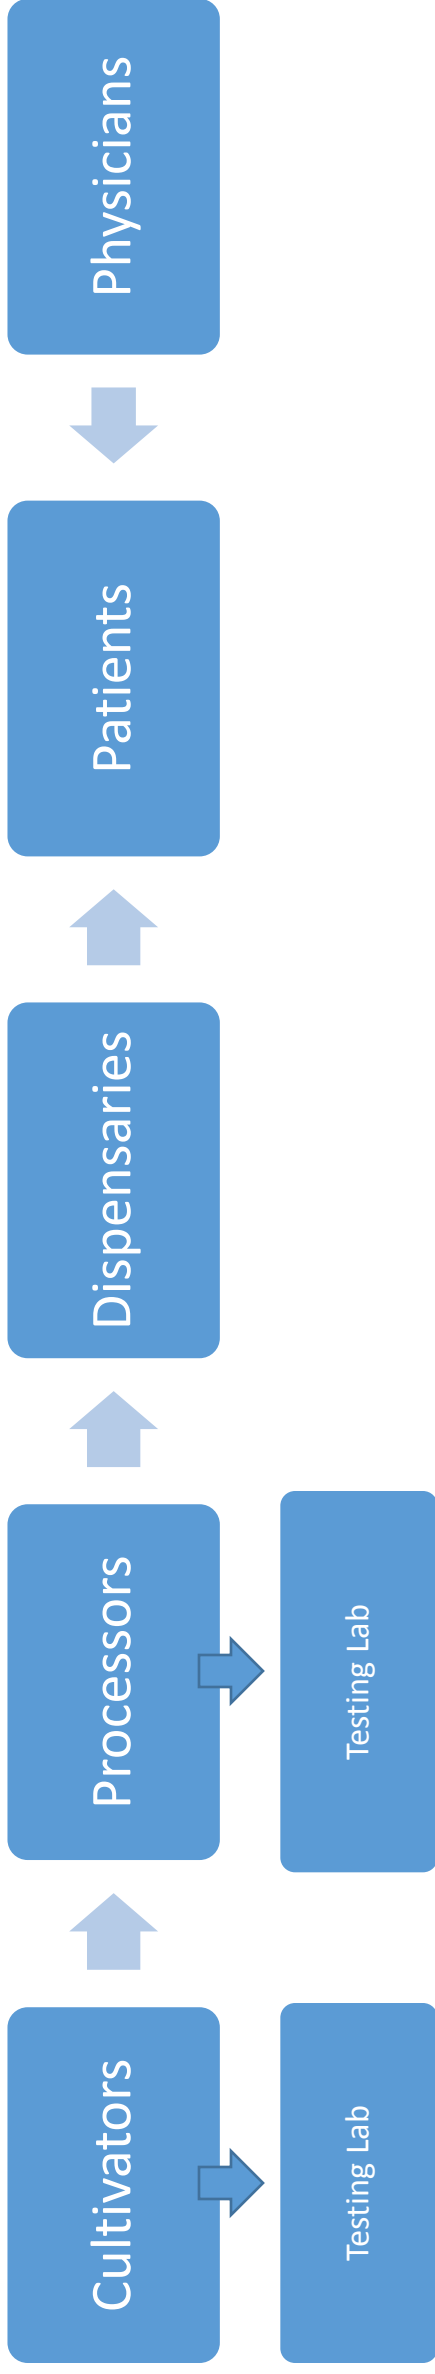 Cultivators
Processors
Dispensaries
Patients
Physicians
Testing Lab
Testing Lab